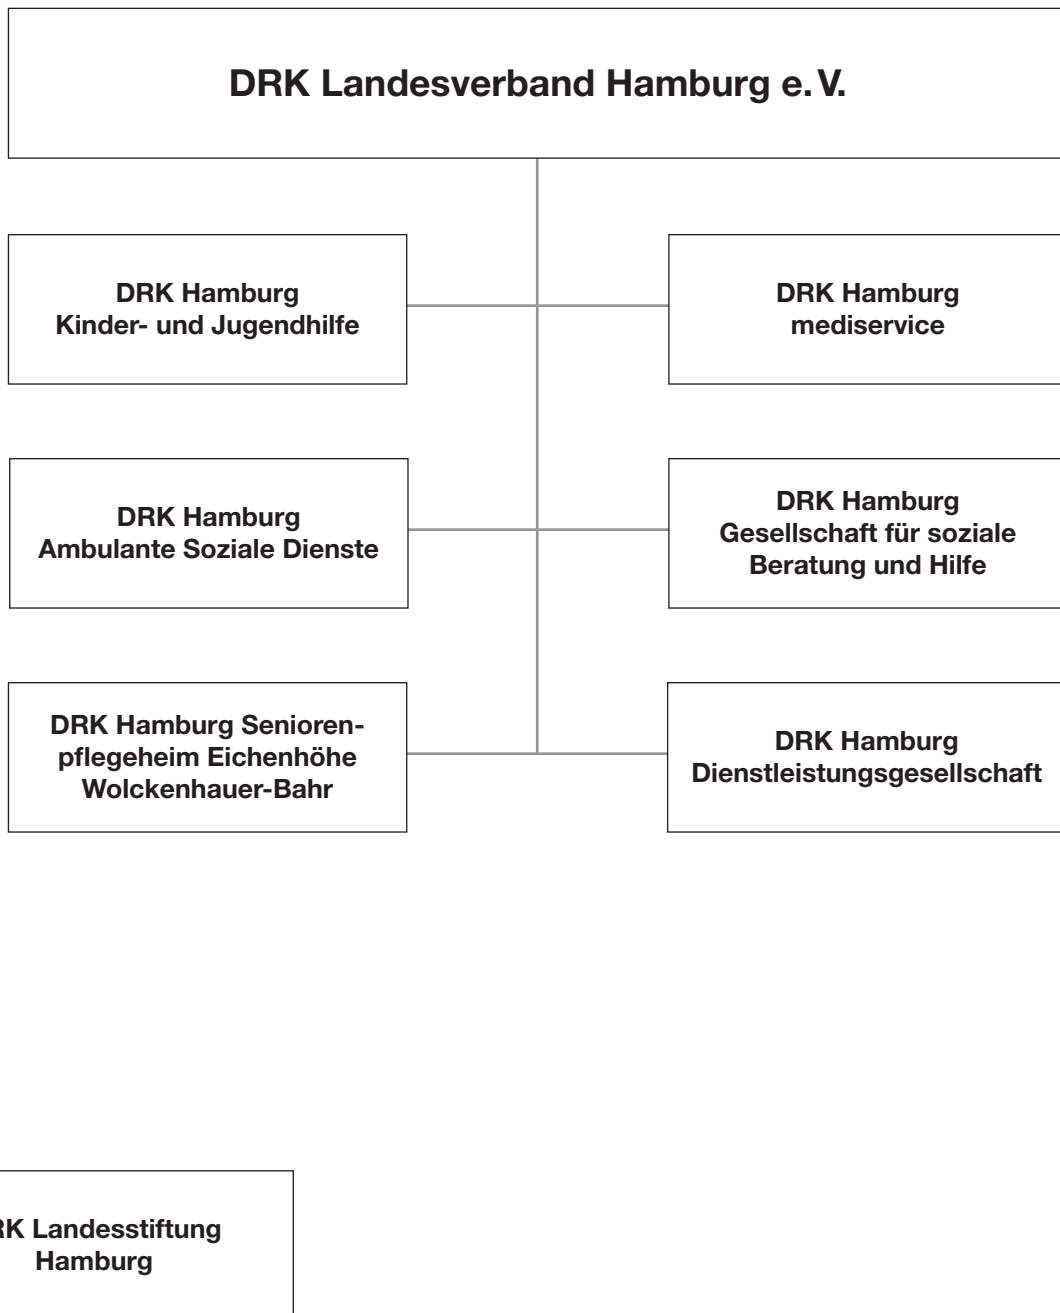 DRK Landesverband Hamburg e. V.
DRK Hamburg
Kinder- und Jugendhilfe
DRK Hamburg
mediservice
DRK Hamburg
Ambulante Soziale Dienste
DRK Hamburg
Gesellschaft für soziale
Beratung und Hilfe
DRK Hamburg Senioren-
pflegeheim Eichenhöhe
Wolckenhauer-Bahr
DRK Hamburg
Dienstleistungsgesellschaft
RK Landesstiftung
Hamburg